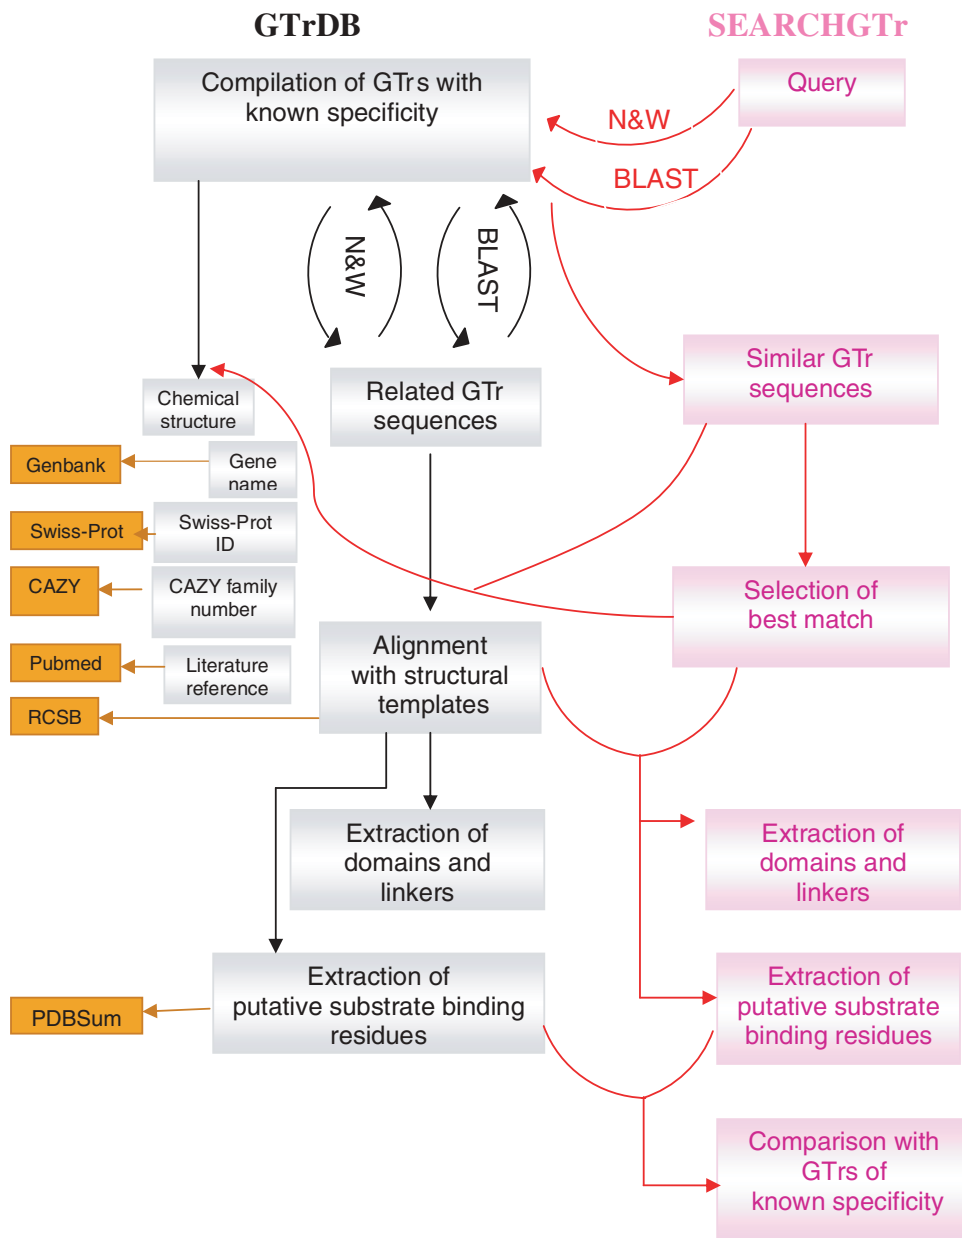 GTrDB
SEARCHGTr
Compilation of GTrs with
known specificity
Query
N&W
BLAST
N&W
BLAST
Similar GTr
sequences
Chemical
structure
Related GTr
sequences
Genbank
Gene
name
Swiss-Prot
Swiss-Prot
ID
CAZY
CAZY family
number
Selection of
best match
Pubmed
Literature
reference
RCSB
Alignment
with structural
templates
Extraction of
domains and
linkers
Extraction of
domains and
linkers
PDBSum
Extraction of
putative substrate binding
residues
Extraction of
putative substrate
binding residues
Comparison with
GTrs of
known specificity